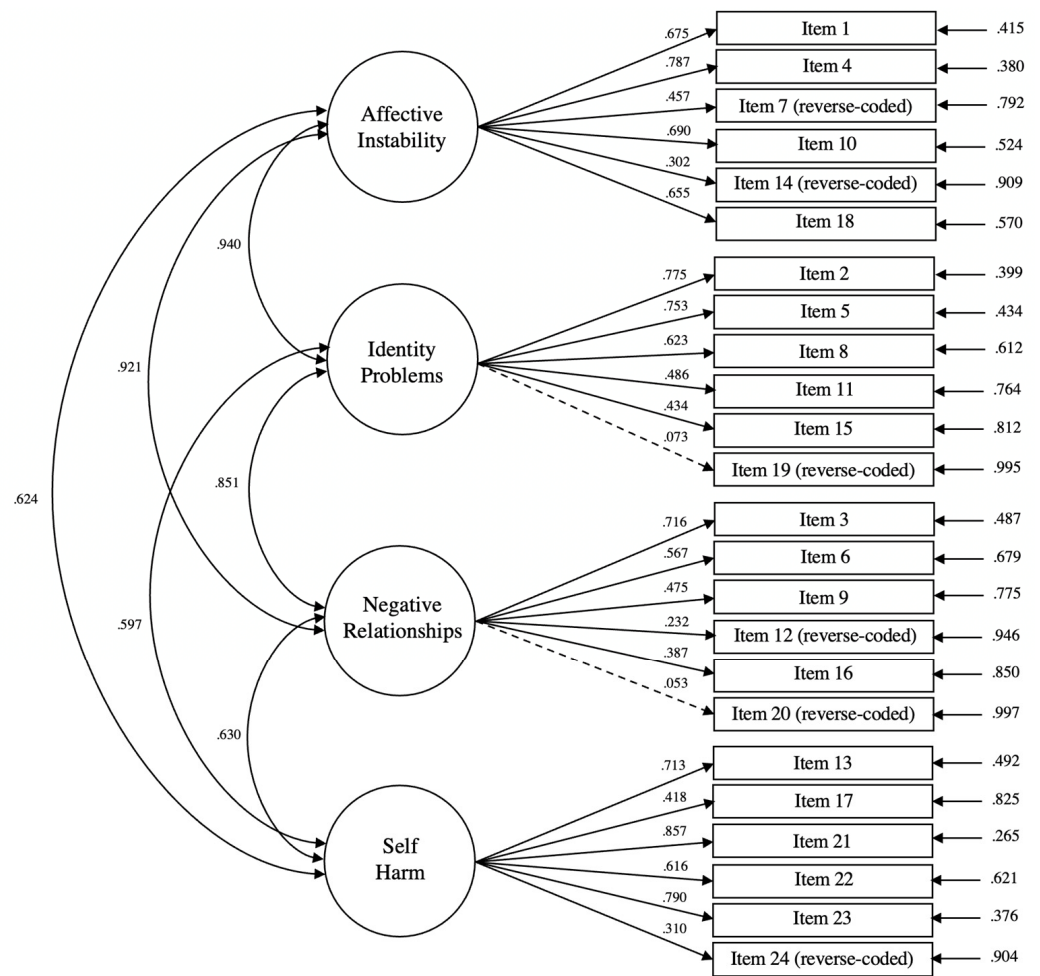 .675 Item 1 .415
.787 Item 4 .380
.457 Item 7 (reverse-coded) .792
.690 Item 10 .524
.302 Item 14 (reverse-coded) .909
.655 Item 18 .570
Affective
Instability
.940
.775 Item 2 .399
.753 Item 5 .434
.623 Item 8 .612
.486 Item 11 .764
.434 Item 15 .812
.073 Item 19 (reverse-coded) .995
Identity
Problems
.921
.851
.624
.716 Item 3 .487
.567 Item 6 .679
.475 Item 9 .775
.232 Item 12 (reverse-coded) .946
.387 Item 16 .850
.053 Item 20 (reverse-coded) .997
Negative
Relationships
.597
.630
.713 Item 13 .492
.418 Item 17 .825
.857 Item 21 .265
.616 Item 22 .621
.790 Item 23 .376
.310 Item 24 (reverse-coded) .904
Self
Harm